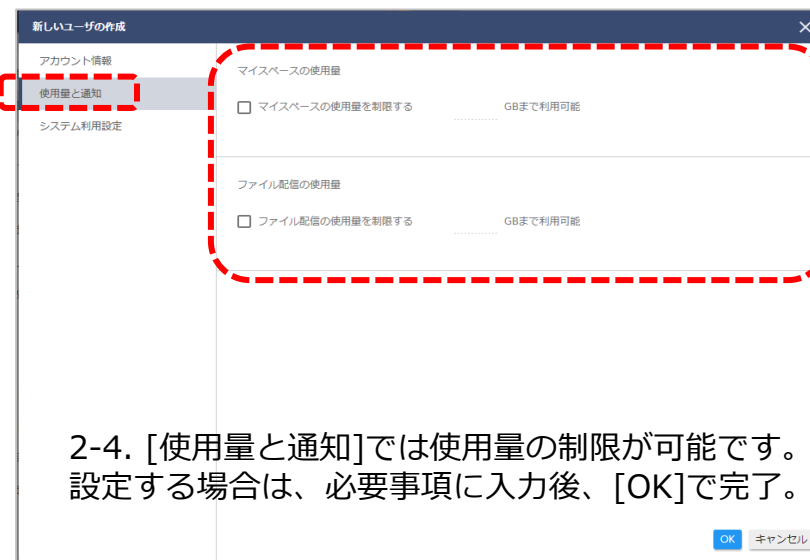 新しいユーザの作成
アカウント情報
使用量と通知
システム利用設定
マイスペースの使用量
マイスペースの使用量を制限する GBまで利用可能
ファイル配信の使用量
ファイル配信の使用量を制限する GBまで利用可能
2-4. [使用量と通知]では使用量の制限が可能です。
設定する場合は、必要事項に入力後、[OK]で完了。
OK キャンセル